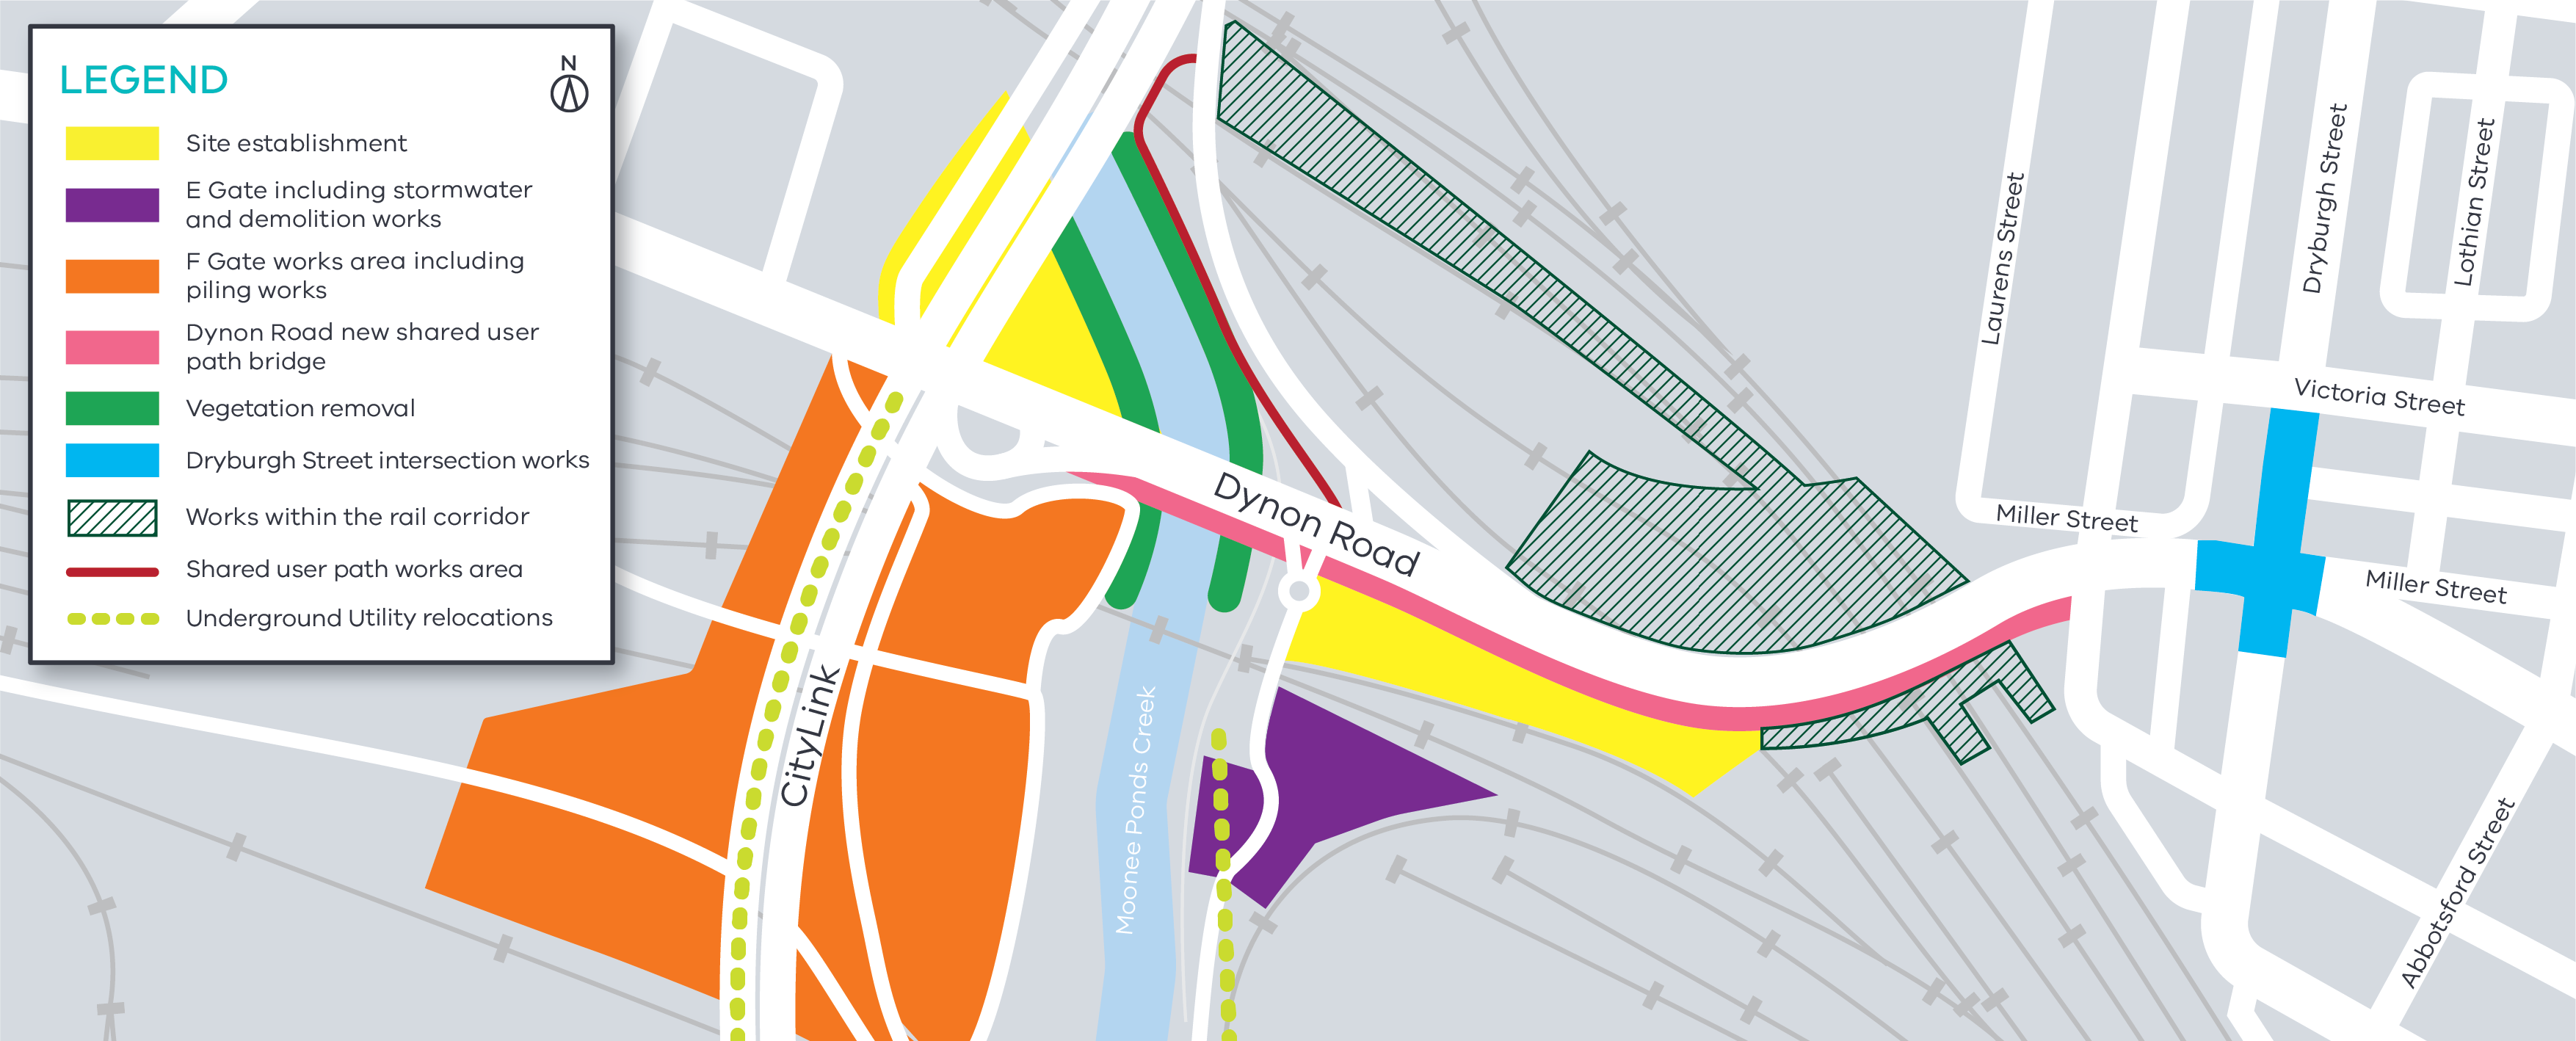 LEGEND
N
Site establishment
E Gate including stormwater
and demolition works
F Gate works area including
piling works
Dynon Road new shared user
path bridge
Vegetation removal
Dryburgh Street intersection works
Works within the rail corridor
Shared user path works area
Underground Utility relocations
CityLink
Moonee Ponds Creek
Dynon Road
Laurens Street
Dryburgh Street
Lothian Street
Victoria Street
Miller Street
Miller Street
Abbotsford Street